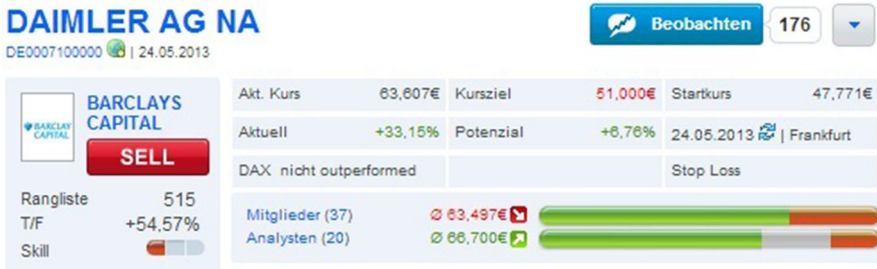 DAIMLER AG NA
Beobachten 176
DE0007100000 | 24.05.2013
BARCLAYS
CAPITAL
BARCLAY
CAPITAL
SELL
Rangliste 515
T/F +54,57%
Skill
Akt. Kurs 63,607€ Kursziel 51,000€ Startkurs 47,771€
Aktuell +33,15% Potenzial +6,76% 24.05.2013 | Frankfurt
DAX nicht outperformed Stop Loss
Mitglieder (37) Ø 63,497€
Analysten (20) Ø 66,700€